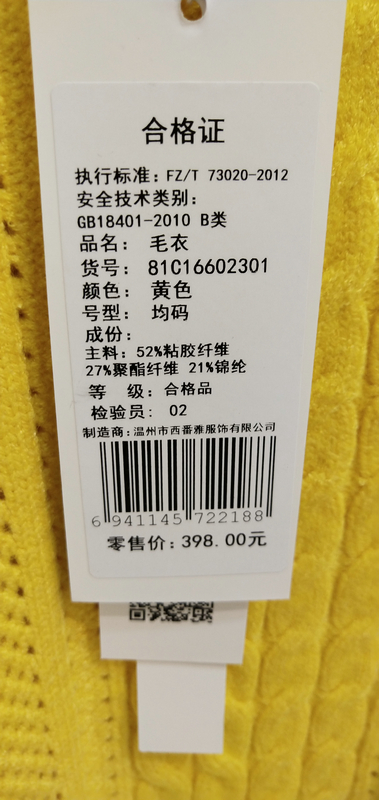 合格证
执行标准：FZ/T 73020-2012
安全技术类别：
GB18401-2010 B类
品名： 毛衣
货号： 81C16602301
颜色： 黄色
号型： 均码
成份：
主料：52%粘胶纤维
27%聚酯纤维 21%锦纶
等 级：合格品
检验员： 02
制造商：温州市西番雅服饰有限公司
6 941145 722188
零售价：398.00元